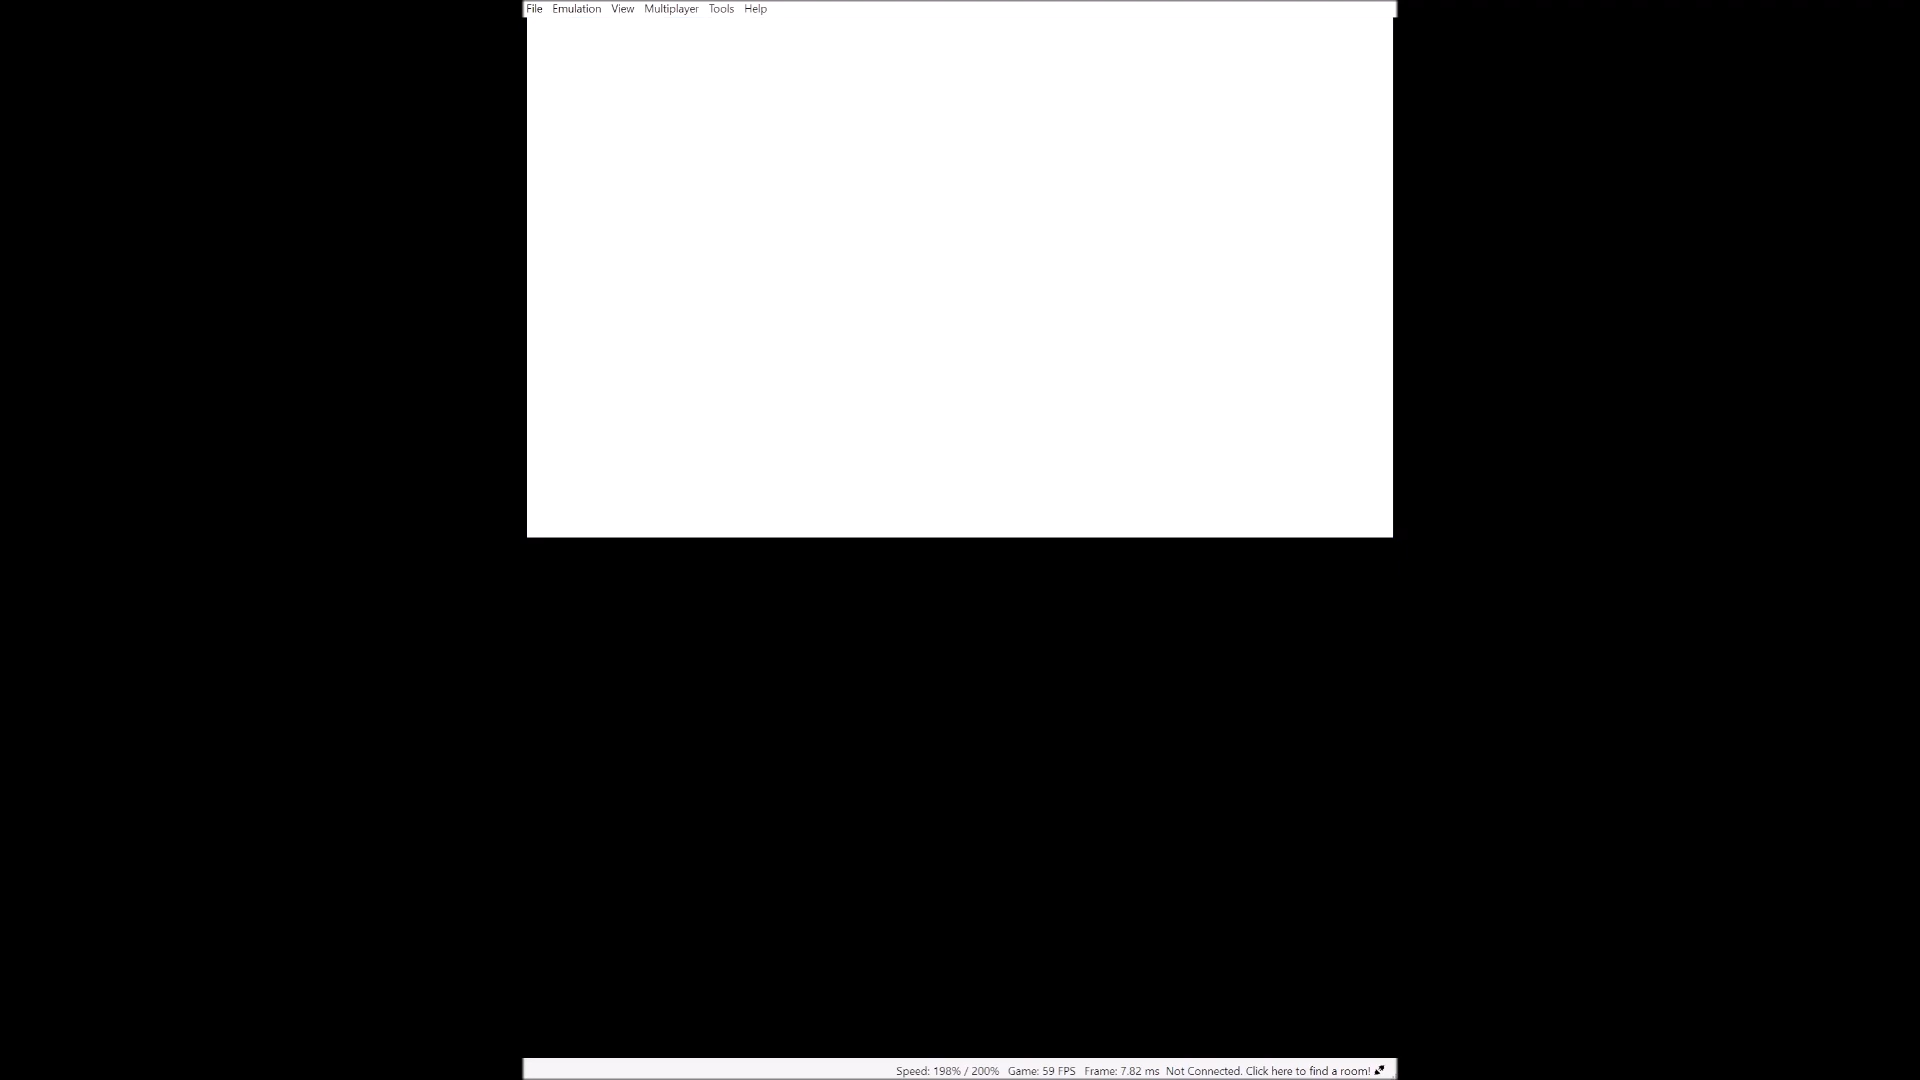 File Emulation View Multiplayer Tools Help
Speed: 198% / 200% Game: 59 FPS Frame: 7.82 ms Not Connected. Click here to find a room!